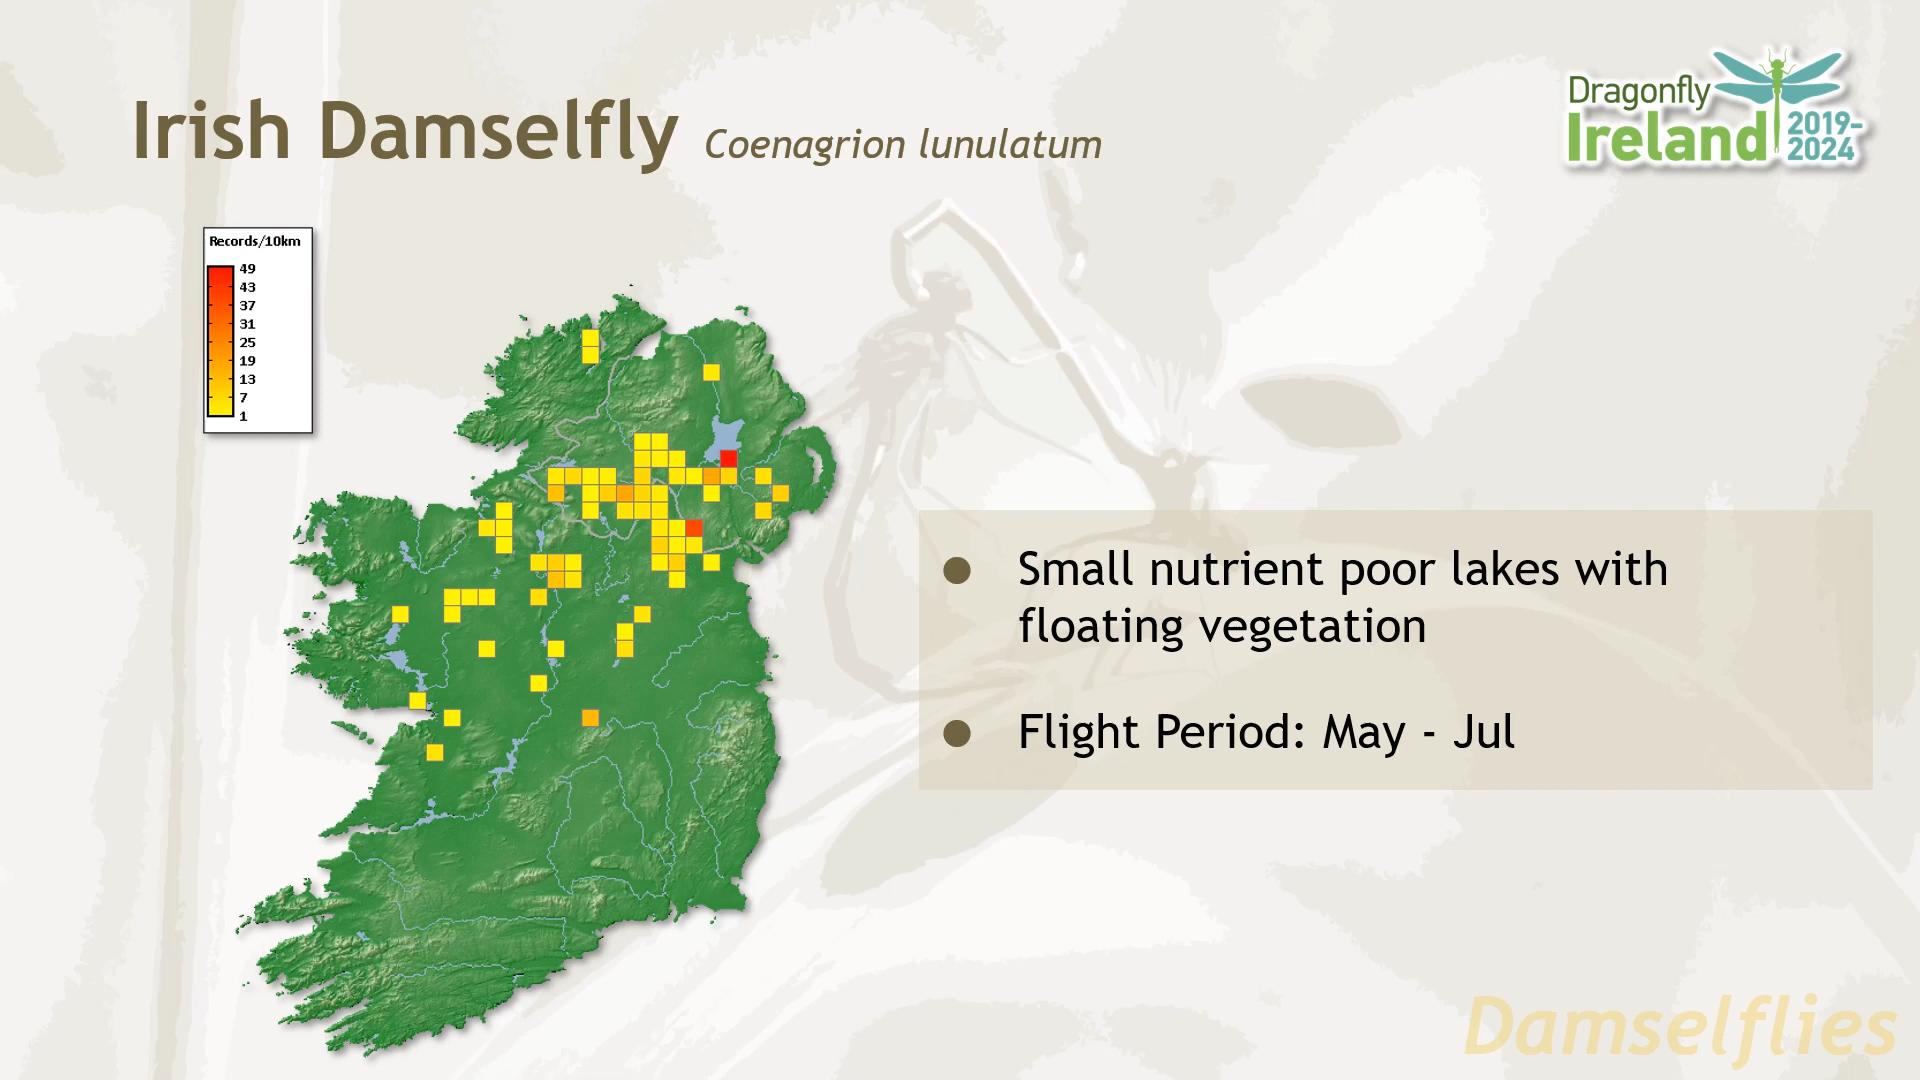 Irish Damselfly Coenagrion lunulatum
Dragonfly
Ireland 2019-
2024
Records/10km
49
43
37
31
25
19
13
7
1
● Small nutrient poor lakes with
floating vegetation
● Flight Period: May - Jul
Damselflies